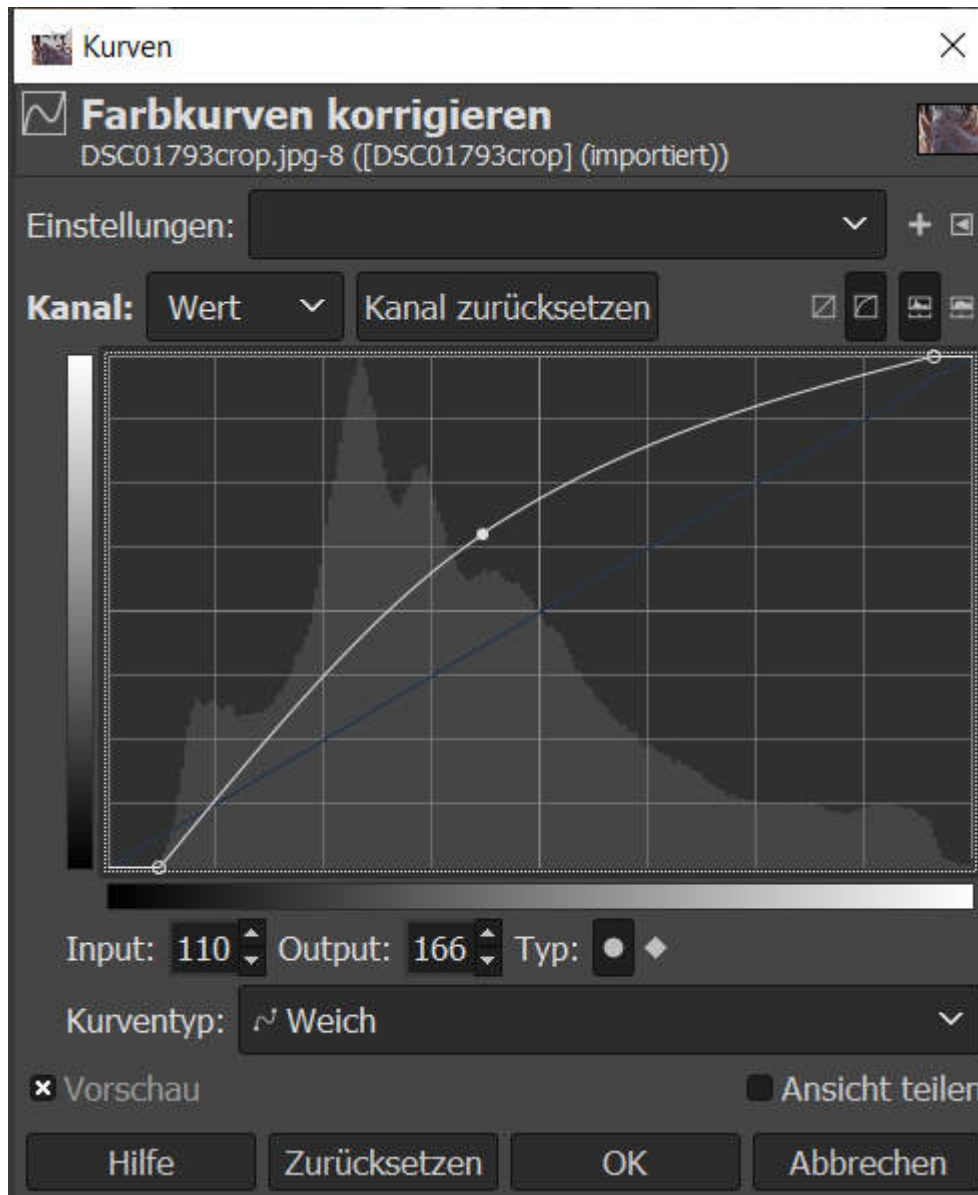 Kurven
Farbkurven korrigieren
DSC01793crop.jpg-8 ([DSC01793crop] (importiert))
Einstellungen:
Kanal: Wert Kanal zurücksetzen
Input: 110 Output: 166 Typ:
Kurventyp: Weich
Vorschau Ansicht teilen
Hilfe Zurücksetzen OK Abbrechen